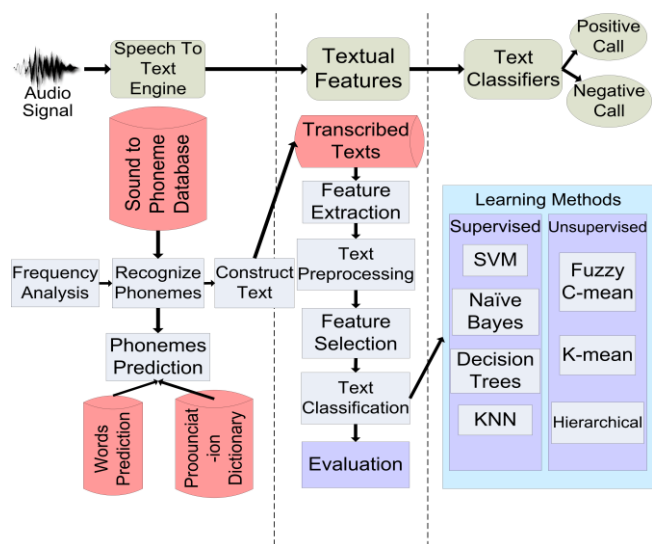 Audio
Signal
Speech To
Text
Engine
Textual
Features
Text
Classifiers
Positive
Call
Negative
Call
Sound to
Phoneme
Database
Frequency
Analysis
Recognize
Phonemes
Construct
Text
Phonemes
Prediction
Words
Prediction
Proounciat
-ion
Dictionary
Transcribed
Texts
Feature
Extraction
Text
Preprocessing
Feature
Selection
Text
Classification
Evaluation
Learning Methods
Supervised
SVM
Naïve
Bayes
Decision
Trees
KNN
Unsupervised
Fuzzy
C-mean
K-mean
Hierarchical